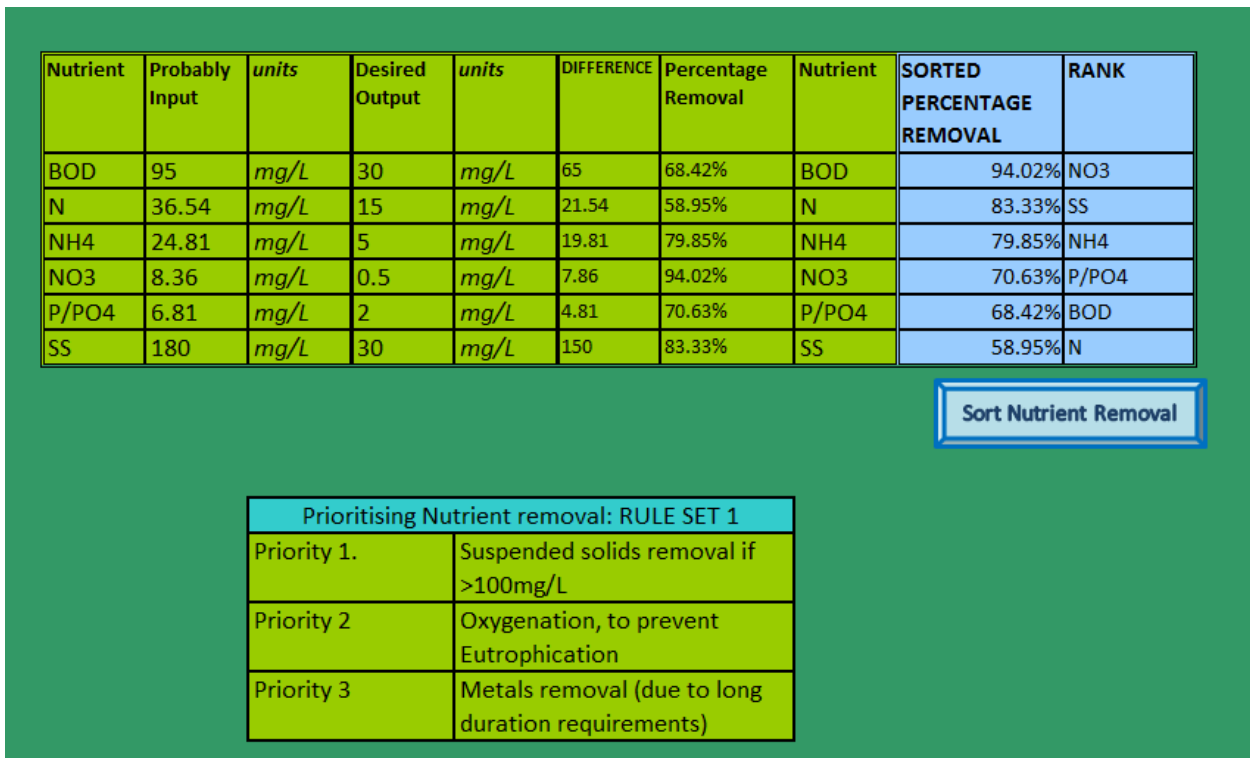 Nutrient Probably Input units Desired Output units DIFFERENCE Percentage Removal Nutrient SORTED PERCENTAGE REMOVAL RANK
BOD 95 mg/L 30 mg/L 65 68.42% BOD 94.02% NO3
N 36.54 mg/L 15 mg/L 21.54 58.95% N 83.33% SS
NH4 24.81 mg/L 5 mg/L 19.81 79.85% NH4 79.85% NH4
NO3 8.36 mg/L 0.5 mg/L 7.86 94.02% NO3 70.63% P/PO4
P/PO4 6.81 mg/L 2 mg/L 4.81 70.63% P/PO4 68.42% BOD
SS 180 mg/L 30 mg/L 150 83.33% SS 58.95% N
Sort Nutrient Removal
Prioritising Nutrient removal: RULE SET 1
Priority 1. Suspended solids removal if
>100mg/L
Priority 2 Oxygenation, to prevent
Eutrophication
Priority 3 Metals removal (due to long
duration requirements)